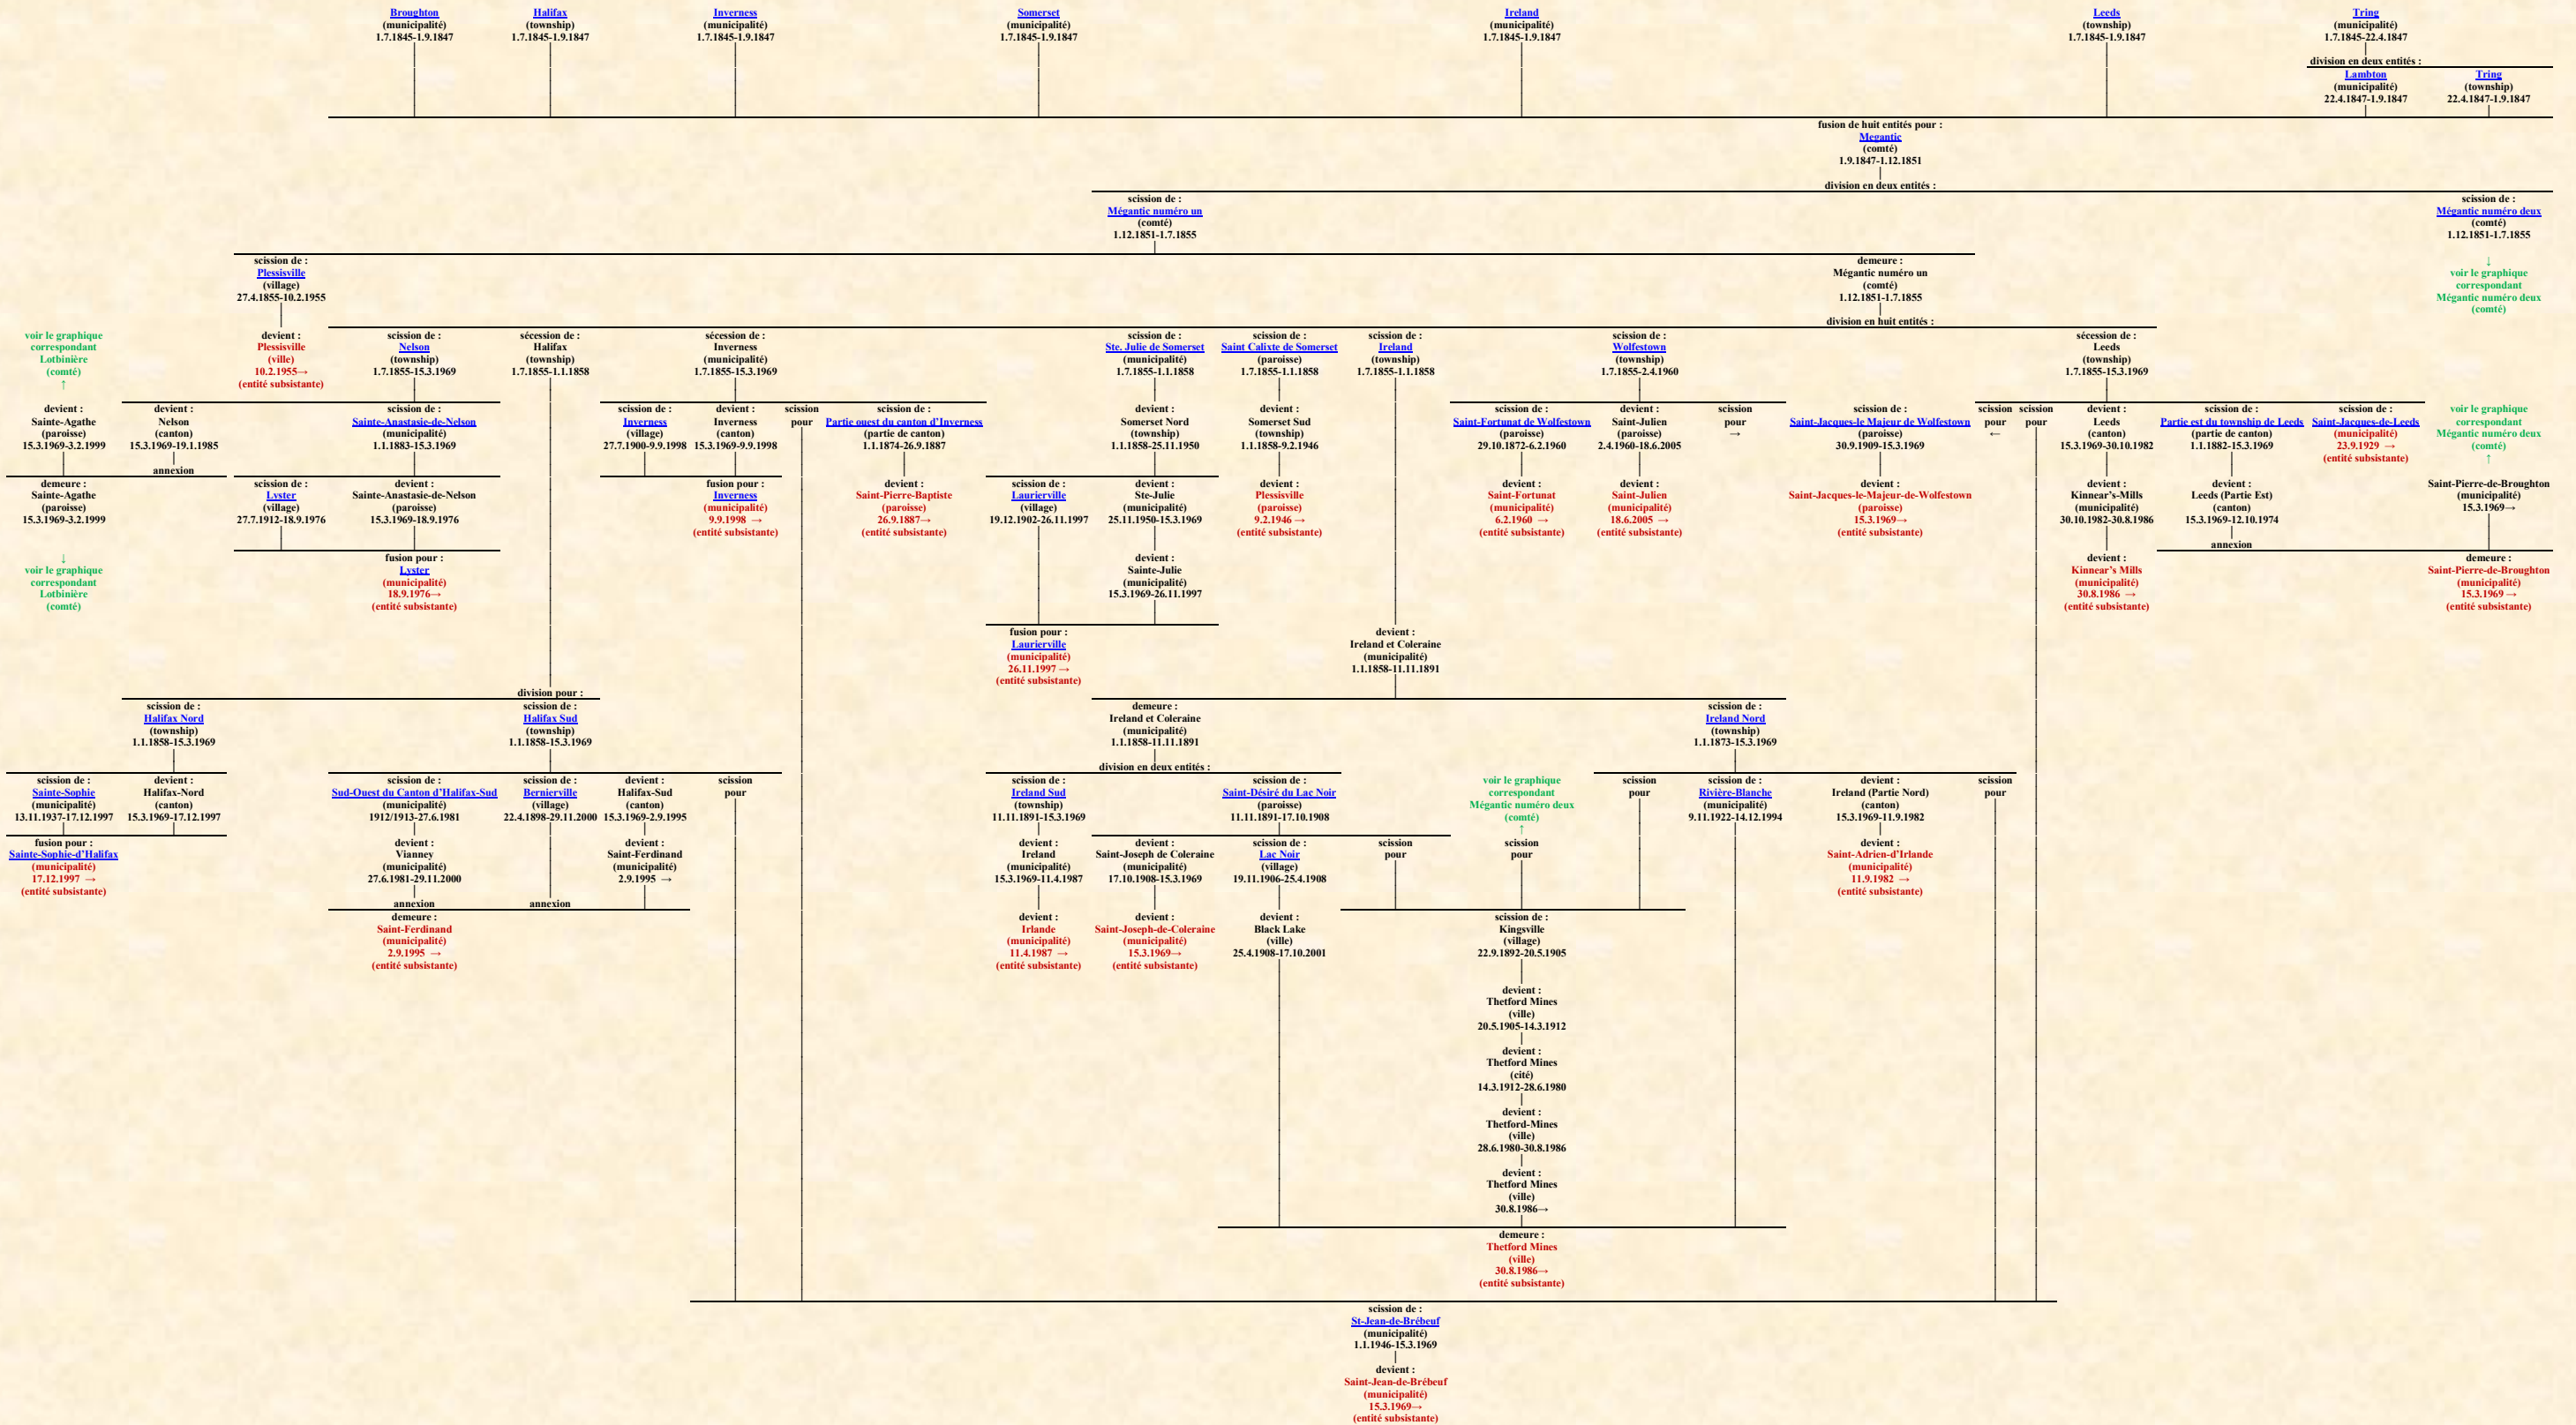 Broughton
(municipalité)
1.7.1845-1.9.1847
Halifax
(township)
1.7.1845-1.9.1847
Inverness
(municipalité)
1.7.1845-1.9.1847
Somerset
(municipalité)
1.7.1845-1.9.1847
Ireland
(municipalité)
1.7.1845-1.9.1847
Leeds
(township)
1.7.1845-1.9.1847
Tring
(municipalité)
1.7.1845-22.4.1847
division en deux entités :
Lambton
(municipalité)
22.4.1847-1.9.1847
Tring
(township)
22.4.1847-1.9.1847
fusion de huit entités pour :
Megantic
(comté)
1.9.1847-1.12.1851
division en deux entités :
scission de :
Mégantic numéro un
(comté)
1.12.1851-1.7.1855
scission de :
Mégantic numéro deux
(comté)
1.12.1851-1.7.1855
↓
voir le graphique
correspondant
Mégantic numéro deux
(comté)
scission de :
Plessisville
(village)
27.4.1855-10.2.1955
demeure :
Mégantic numéro un
(comté)
1.12.1851-1.7.1855
division en huit entités :
voir le graphique
correspondant
Lotbinière
(comté)
↑
devient :
Plessisville
(ville)
10.2.1955→
(entité subsistante)
scission de :
Nelson
(township)
1.7.1855-15.3.1969
sécession de :
Halifax
(township)
1.7.1855-1.1.1858
sécession de :
Inverness
(municipalité)
1.7.1855-15.3.1969
scission de :
Ste. Julie de Somerset
(municipalité)
1.7.1855-1.1.1858
scission de :
Saint Calixte de Somerset
(paroisse)
1.7.1855-1.1.1858
scission de :
Ireland
(township)
1.7.1855-1.1.1858
scission de :
Wolfestown
(township)
1.7.1855-2.4.1960
sécession de :
Leeds
(township)
1.7.1855-15.3.1969
devient :
Sainte-Agathe
(paroisse)
15.3.1969-3.2.1999
devient :
Nelson
(canton)
15.3.1969-19.1.1985
annexion
scission de :
Sainte-Anastasie-de-Nelson
(municipalité)
1.1.1883-15.3.1969
scission de :
Inverness
(village)
27.7.1900-9.9.1998
devient :
Inverness
(canton)
15.3.1969-9.9.1998
scission
pour
scission de :
Partie ouest du canton d'Inverness
(partie de canton)
1.1.1874-26.9.1887
devient :
Somerset Nord
(township)
1.1.1858-25.11.1950
devient :
Somerset Sud
(township)
1.1.1858-9.2.1946
scission de :
Saint-Fortunat de Wolfestown
(paroisse)
29.10.1872-6.2.1960
devient :
Saint-Julien
(paroisse)
2.4.1960-18.6.2005
scission
pour
→
scission de :
Saint-Jacques-le Majeur de Wolfestown
(paroisse)
30.9.1909-15.3.1969
scission
pour
←
scission
pour
devient :
Leeds
(canton)
15.3.1969-30.10.1982
scission de :
Partie est du township de Leeds
(partie de canton)
1.1.1882-15.3.1969
scission de :
Saint-Jacques-de-Leeds
(municipalité)
23.9.1929 →
(entité subsistante)
voir le graphique
correspondant
Mégantic numéro deux
(comté)
↑
demeure :
Sainte-Agathe
(paroisse)
15.3.1969-3.2.1999
↓
voir le graphique
correspondant
Lotbinière
(comté)
scission de :
Lyster
(village)
27.7.1912-18.9.1976
devient :
Sainte-Anastasie-de-Nelson
(paroisse)
15.3.1969-18.9.1976
fusion pour :
Lyster
(municipalité)
18.9.1976→
(entité subsistante)
fusion pour :
Inverness
(municipalité)
9.9.1998 →
(entité subsistante)
devient :
Saint-Pierre-Baptiste
(paroisse)
26.9.1887→
(entité subsistante)
scission de :
Laurierville
(village)
19.12.1902-26.11.1997
devient :
Ste-Julie
(municipalité)
25.11.1950-15.3.1969
devient :
Plessisville
(paroisse)
9.2.1946 →
(entité subsistante)
devient :
Saint-Fortunat
(municipalité)
6.2.1960 →
(entité subsistante)
devient :
Saint-Julien
(municipalité)
18.6.2005 →
(entité subsistante)
devient :
Saint-Jacques-le-Majeur-de-Wolfestown
(paroisse)
15.3.1969→
(entité subsistante)
devient :
Kinnear's-Mills
(municipalité)
30.10.1982-30.8.1986
devient :
Leeds (Partie Est)
(canton)
15.3.1969-12.10.1974
annexion
Saint-Pierre-de-Broughton
(municipalité)
15.3.1969→
devient :
Sainte-Julie
(municipalité)
15.3.1969-26.11.1997
devient :
Kinnear's Mills
(municipalité)
30.8.1986 →
(entité subsistante)
demeure :
Saint-Pierre-de-Broughton
(municipalité)
15.3.1969 →
(entité subsistante)
fusion pour :
Laurierville
(municipalité)
26.11.1997 →
(entité subsistante)
devient :
Ireland et Coleraine
(municipalité)
1.1.1858-11.11.1891
division pour :
scission de :
Halifax Nord
(township)
1.1.1858-15.3.1969
scission de :
Halifax Sud
(township)
1.1.1858-15.3.1969
demeure :
Ireland et Coleraine
(municipalité)
1.1.1858-11.11.1891
division en deux entités :
scission de :
Ireland Nord
(township)
1.1.1873-15.3.1969
scission de :
Sainte-Sophie
(municipalité)
13.11.1937-17.12.1997
devient :
Halifax-Nord
(canton)
15.3.1969-17.12.1997
scission de :
Sud-Ouest du Canton d'Halifax-Sud
(municipalité)
1912/1913-27.6.1981
scission de :
Bernierville
(village)
22.4.1898-29.11.2000
devient :
Halifax-Sud
(canton)
15.3.1969-2.9.1995
scission
pour
scission de :
Ireland Sud
(township)
11.11.1891-15.3.1969
scission de :
Saint-Désiré du Lac Noir
(paroisse)
11.11.1891-17.10.1908
voir le graphique
correspondant
Mégantic numéro deux
(comté)
↑
scission
pour
scission de :
Rivière-Blanche
(municipalité)
9.11.1922-14.12.1994
devient :
Ireland (Partie Nord)
(canton)
15.3.1969-11.9.1982
scission
pour
fusion pour :
Sainte-Sophie-d'Halifax
(municipalité)
17.12.1997 →
(entité subsistante)
devient :
Vianney
(municipalité)
27.6.1981-29.11.2000
annexion
annexion
devient :
Saint-Ferdinand
(municipalité)
2.9.1995 →
devient :
Ireland
(municipalité)
15.3.1969-11.4.1987
devient :
Saint-Joseph de Coleraine
(municipalité)
17.10.1908-15.3.1969
scission de :
Lac Noir
(village)
19.11.1906-25.4.1908
scission
pour
scission
pour
devient :
Saint-Adrien-d'Irlande
(municipalité)
11.9.1982 →
(entité subsistante)
demeure :
Saint-Ferdinand
(municipalité)
2.9.1995 →
(entité subsistante)
devient :
Irlande
(municipalité)
11.4.1987 →
(entité subsistante)
devient :
Saint-Joseph-de-Coleraine
(municipalité)
15.3.1969→
(entité subsistante)
devient :
Black Lake
(ville)
25.4.1908-17.10.2001
scission de :
Kingsville
(village)
22.9.1892-20.5.1905
devient :
Thetford Mines
(ville)
20.5.1905-14.3.1912
devient :
Thetford Mines
(cité)
14.3.1912-28.6.1980
devient :
Thetford-Mines
(ville)
28.6.1980-30.8.1986
devient :
Thetford Mines
(ville)
30.8.1986→
demeure :
Thetford Mines
(ville)
30.8.1986→
(entité subsistante)
scission de :
St-Jean-de-Brébeuf
(municipalité)
1.1.1946-15.3.1969
devient :
Saint-Jean-de-Brébeuf
(municipalité)
15.3.1969→
(entité subsistante)